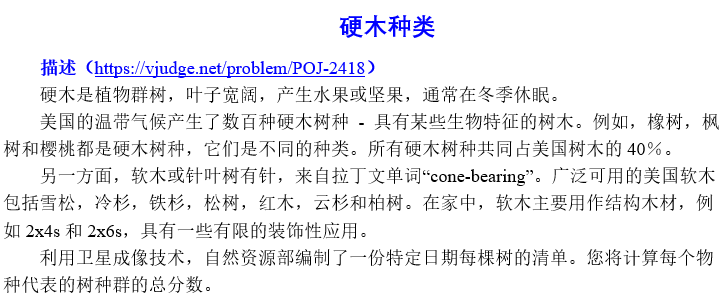 硬木种类
描述（https://vjudge.net/problem/POJ-2418）
硬木是植物群树，叶子宽阔，产生水果或坚果，通常在冬季休眠。
美国的温带气候产生了数百种硬木树种 - 具有某些生物特征的树木。例如，橡树，枫
树和樱桃都是硬木树种，它们是不同的种类。所有硬木树种共同占美国树木的 40％。
另一方面，软木或针叶树有针，来自拉丁文单词“cone-bearing”。广泛可用的美国软木
包括雪松，冷杉，铁杉，松树，红木，云杉和柏树。在家中，软木主要用作结构木材，例
如 2x4s 和 2x6s，具有一些有限的装饰性应用。
利用卫星成像技术，自然资源部编制了一份特定日期每棵树的清单。您将计算每个物
种代表的树种群的总分数。